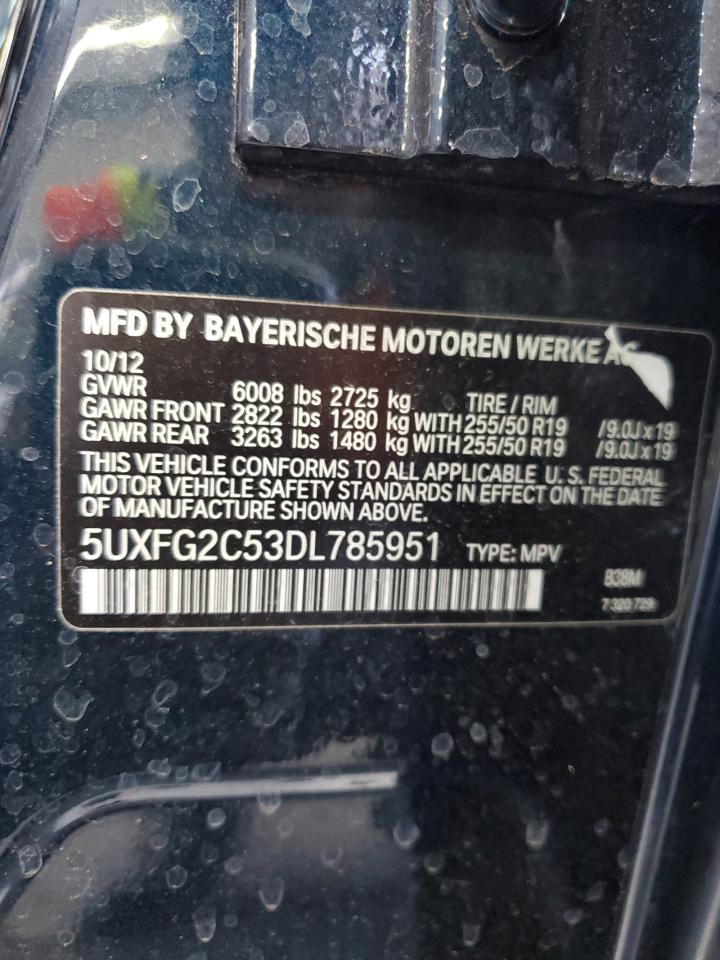 MFD BY BAYERISCHE MOTOREN WERKE AG
10/12
GVWR 6008 lbs 2725 kg TIRE / RIM
GAWR FRONT 2822 lbs 1280 kg WITH 255/50 R19 /9.0J x 19
GAWR REAR 3263 lbs 1480 kg WITH 255/50 R19 /9.0J x 19
THIS VEHICLE CONFORMS TO ALL APPLICABLE U.S. FEDERAL
MOTOR VEHICLE SAFETY STANDARDS IN EFFECT ON THE DATE
OF MANUFACTURE SHOWN ABOVE.
5UXFG2C53DL785951 TYPE: MPV
B38M
7 320 729